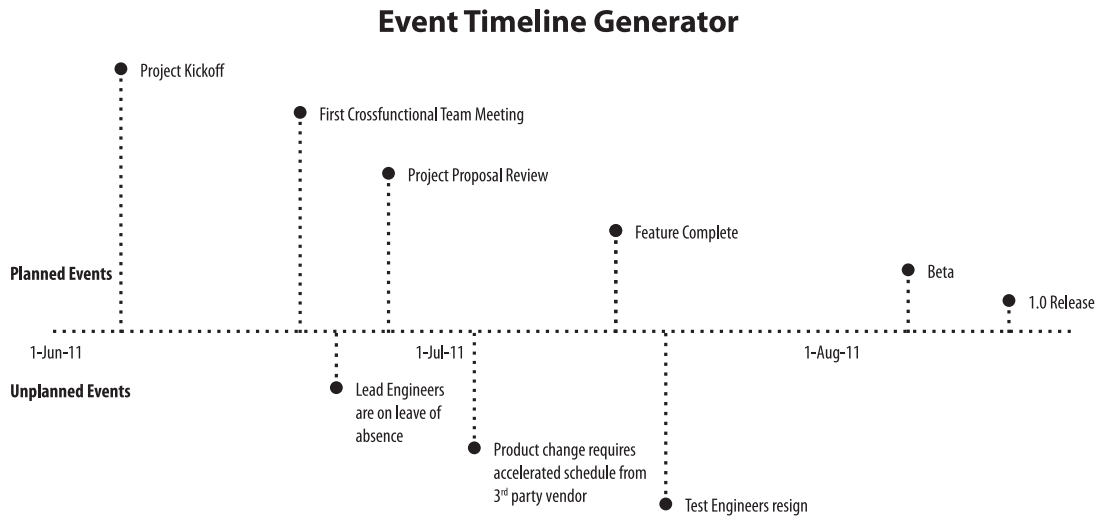 Event Timeline Generator
Project Kickoff
First Crossfunctional Team Meeting
Project Proposal Review
Feature Complete
Planned Events
Beta
1.0 Release
1-Jun-11
1-Jul-11
1-Aug-11
Unplanned Events
Lead Engineers
are on leave of
absence
Product change requires
accelerated schedule from
3rd party vendor
Test Engineers resign